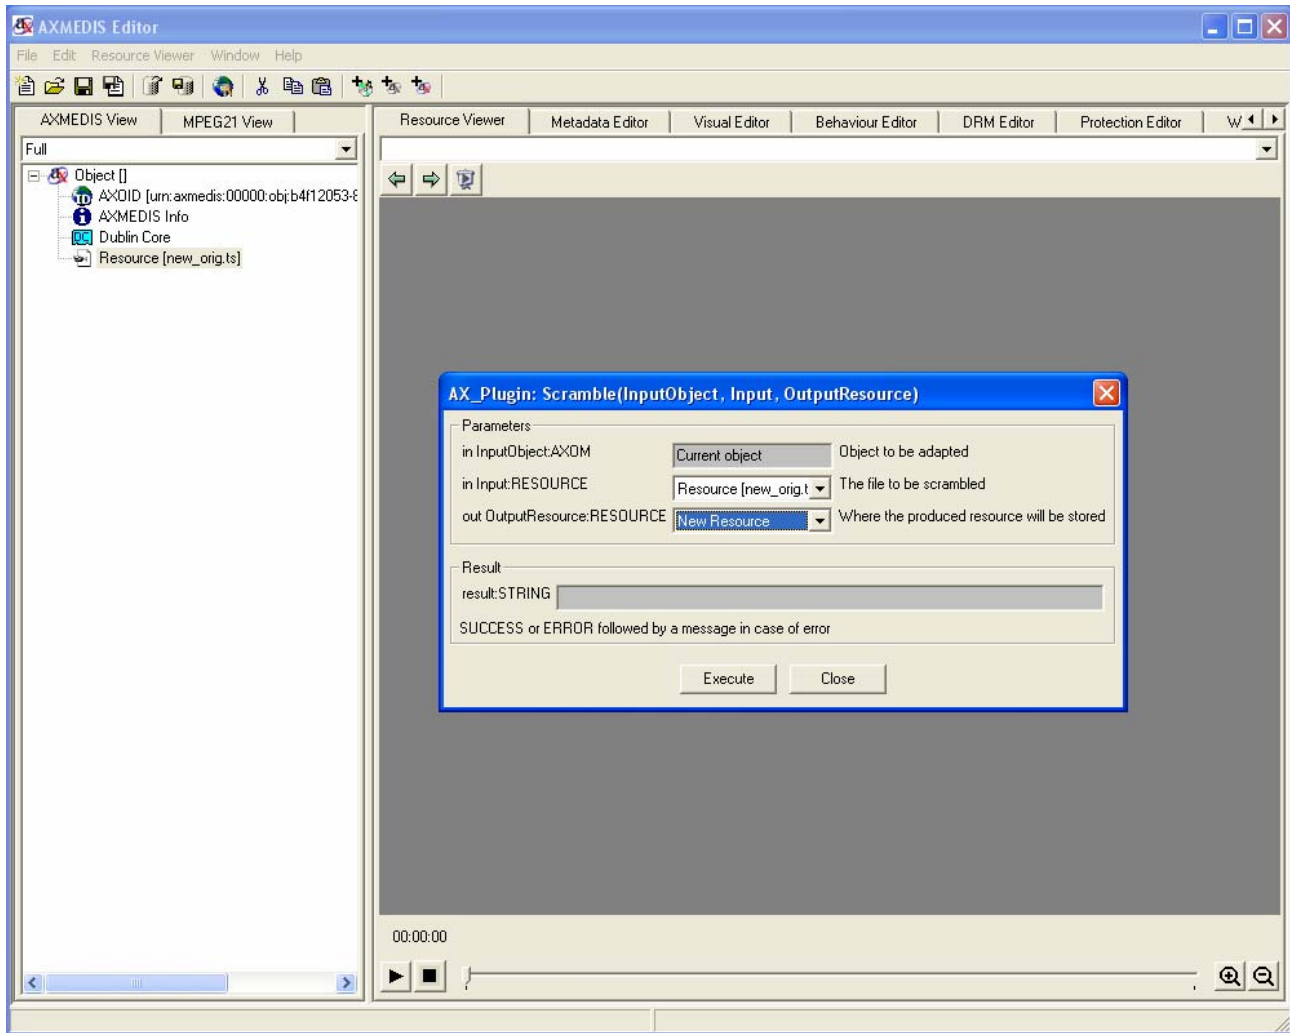 AXMEDIS Editor
File Edit Resource Viewer Window Help
AXMEDIS View MPEG21 View
Full
Object []
AXOID [urn:axmedis:00000:obj:b4f12053-8
AXMEDIS Info
Dublin Core
Resource [new_orig.ts]
Resource Viewer Metadata Editor Visual Editor Behaviour Editor DRM Editor Protection Editor W
AX_Plugin: Scramble(InputObject, Input, OutputResource)
Parameters
in InputObject:AXOM Current object Object to be adapted
in Input:RESOURCE Resource [new_orig.t The file to be scrambled
out OutputResource:RESOURCE New Resource Where the produced resource will be stored
Result
result:STRING
SUCCESS or ERROR followed by a message in case of error
Execute Close
00:00:00